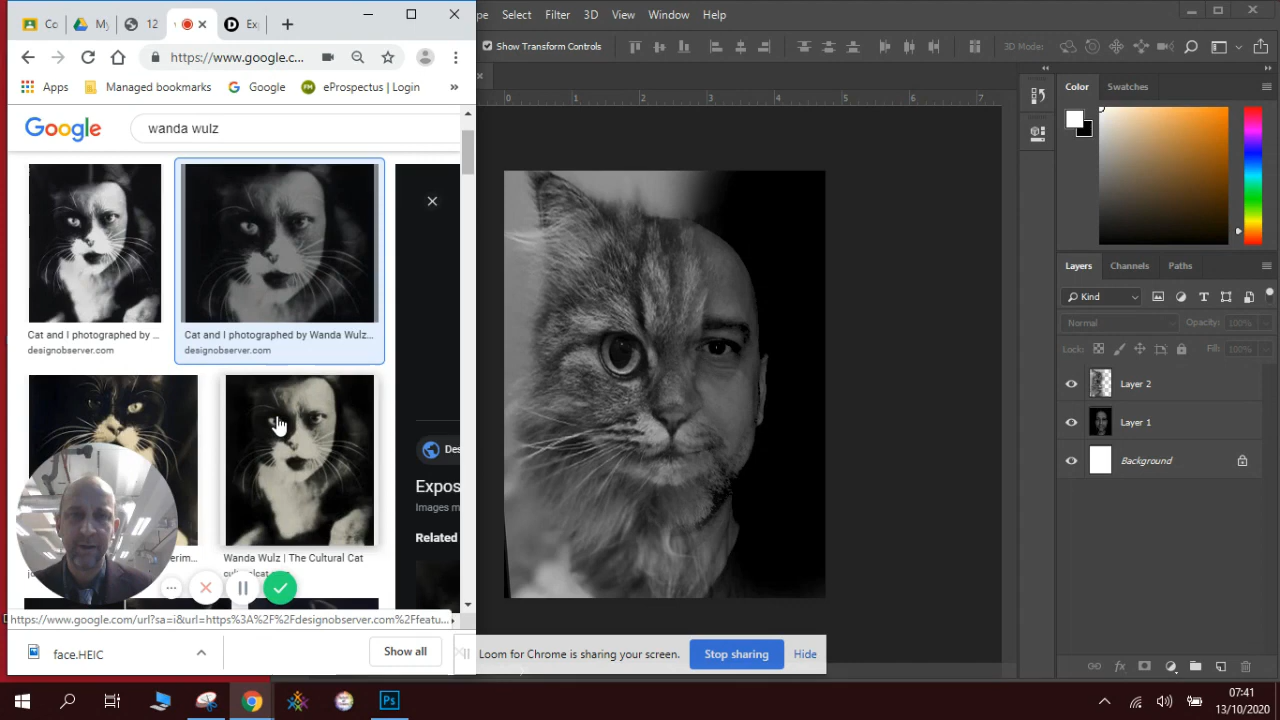 Co
My
12
Ex
pe
Select
Filter
3D
View
Window
Help
https://www.google.c...
Show Transform Controls
3D Mode:
Apps
Managed bookmarks
Google
eProspectus | Login
»
0
1
2
3
4
5
6
7
Color
Swatches
Google
wanda wulz
Cat and I photographed by ...
designobserver.com
Cat and I photographed by Wanda Wulz...
designobserver.com
Layers
Channels
Paths
Kind
Normal
Opacity: 100%
Lock:
Fill: 100%
Layer 2
Layer 1
Background
Des
Expos
Images m
Related
erim...
Wanda Wulz | The Cultural Cat
https://www.google.com/url?sa=i&url=https%3A%2F%2Fdesignobserver.com%2Ffeatu...
face.HEIC
Show all
Loom for Chrome is sharing your screen.
Stop sharing
Hide
Ps
07:41
13/10/2020